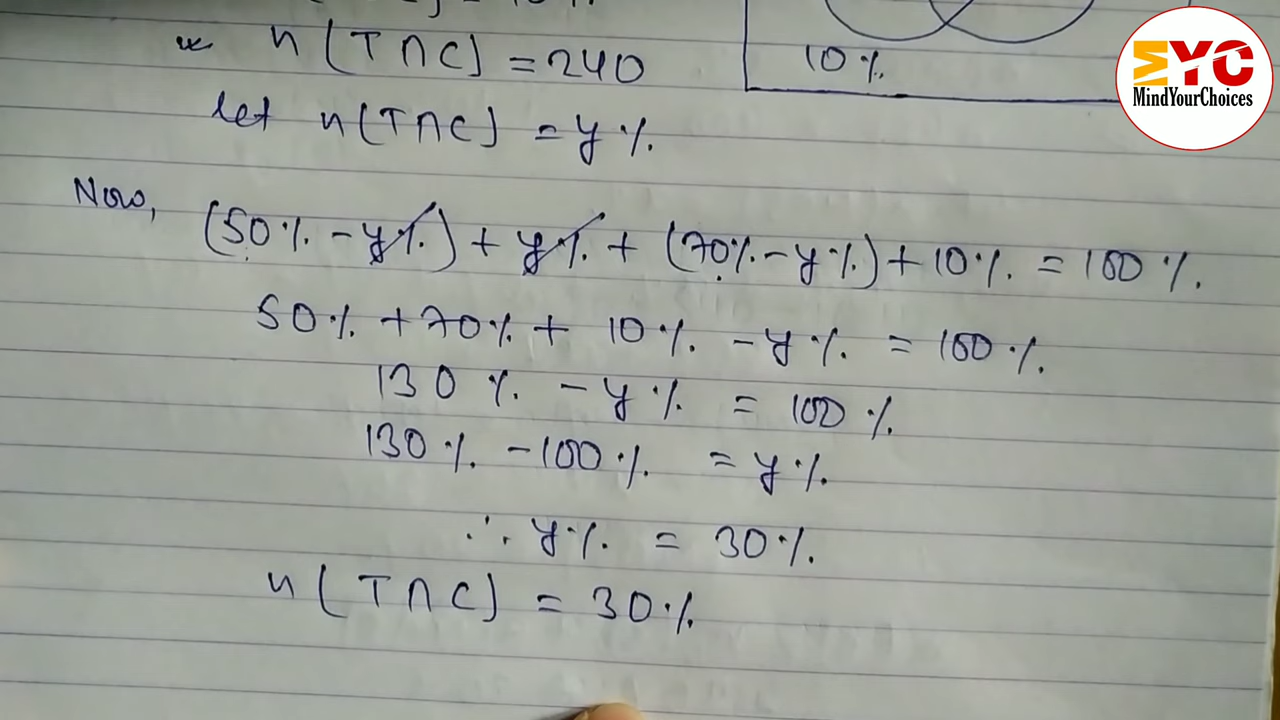 n(T∩C) = 240
10%
MYC
MindYourChoices
let n(T∩C) = y%
Now, (50% - y%) + y% + (70% - y%) + 10% = 100%.
50% + 70% + 10% - y% = 100%.
130% - y% = 100%.
130% - 100% = y%.
∴ y% = 30%.
n(T∩C) = 30%